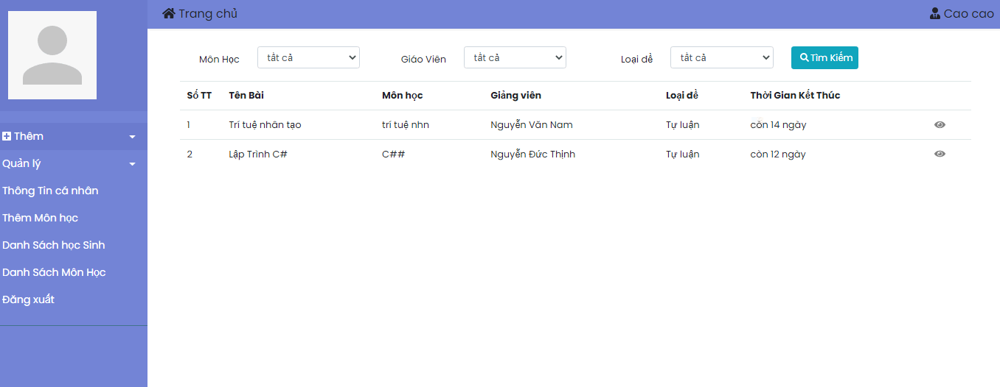 Trang chủ Cao cao
Môn Học tất cả Giáo Viên tất cả Loại đề tất cả Tìm Kiếm
Số TT Tên Bài Môn học Giảng viên Loại đề Thời Gian Kết Thúc
1 Trí tuệ nhân tạo trí tuệ nhn Nguyễn Văn Nam Tự luận còn 14 ngày
2 Lập Trình C# C## Nguyễn Đức Thịnh Tự luận còn 12 ngày
Thêm
Quản lý
Thông Tin cá nhân
Thêm Môn học
Danh Sách học Sinh
Danh Sách Môn Học
Đăng xuất